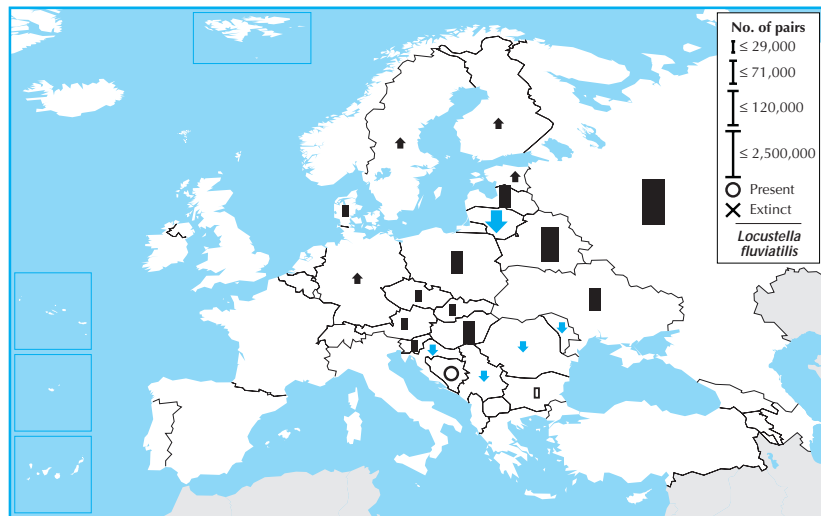 No. of pairs
≤ 29,000
≤ 71,000
≤ 120,000
≤ 2,500,000
Present
Extinct
Locustella
fluviatilis